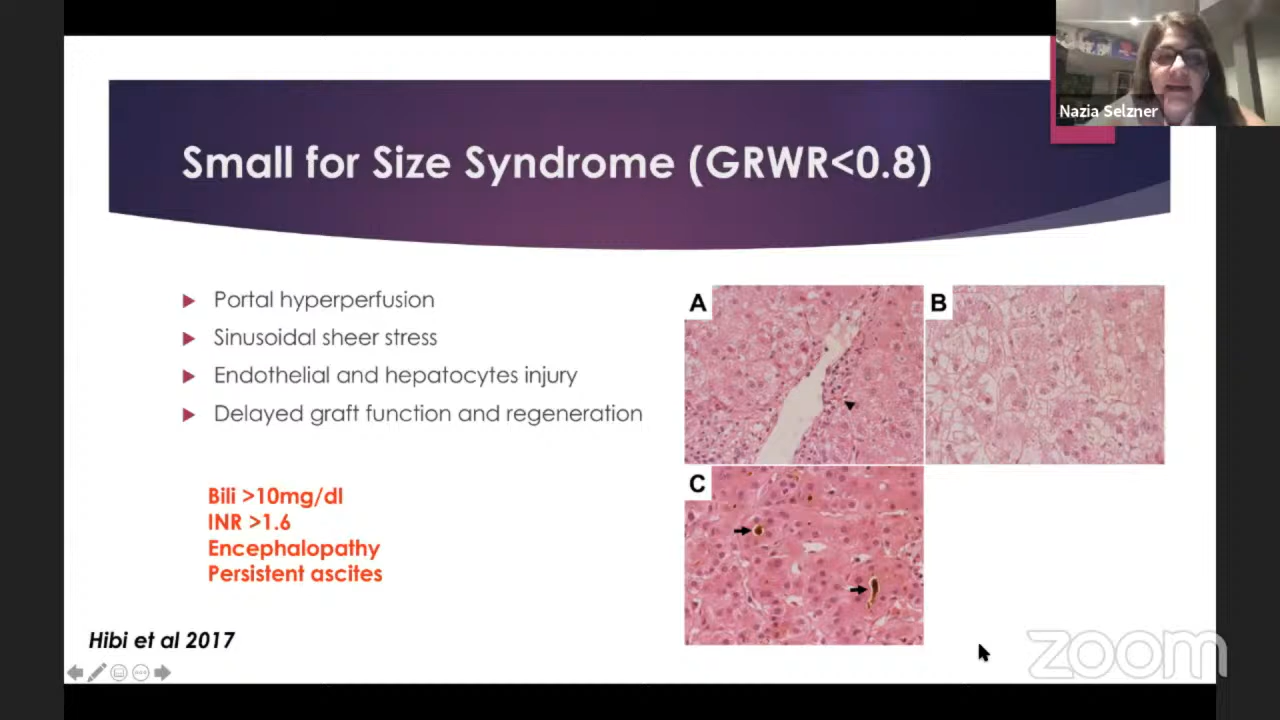 Nazia Selzner
Small for Size Syndrome (GRWR<0.8)
Portal hyperperfusion
Sinusoidal sheer stress
Endothelial and hepatocytes injury
Delayed graft function and regeneration
Bili >10mg/dl
INR >1.6
Encephalopathy
Persistent ascites
A
B
C
Hibi et al 2017
zoom